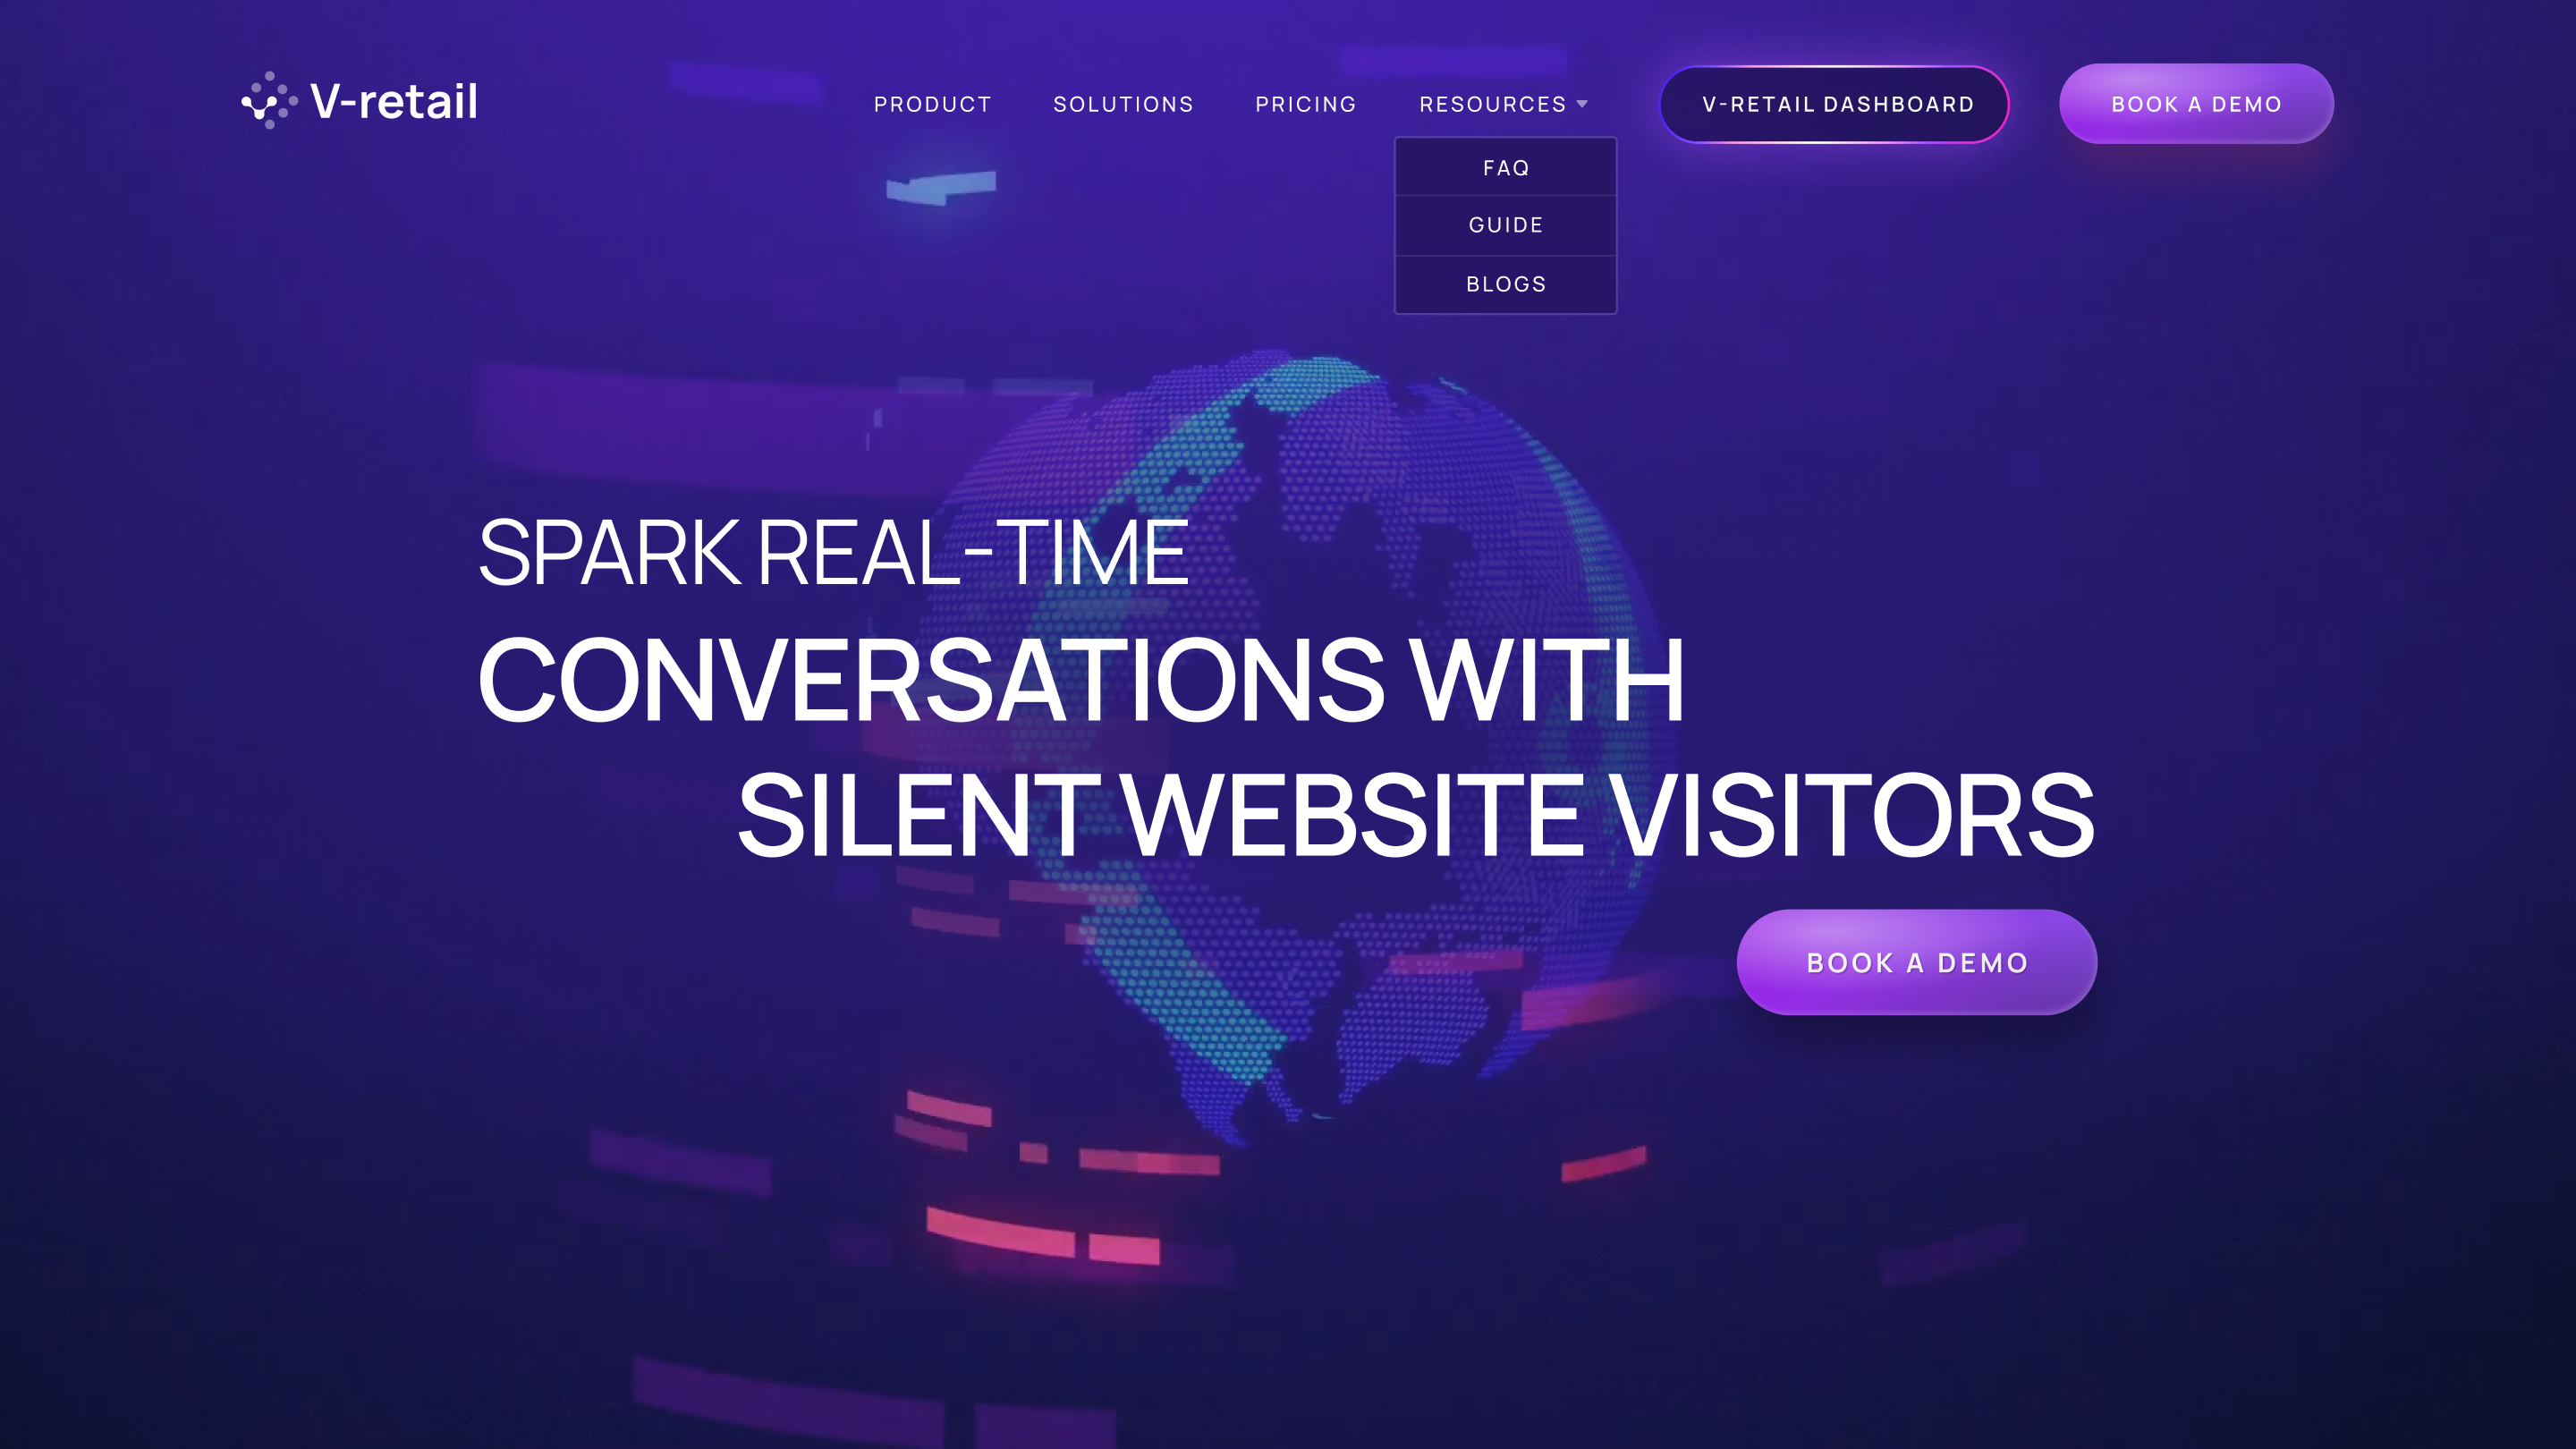 V-retail
PRODUCT
SOLUTIONS
PRICING
RESOURCES
V-RETAIL DASHBOARD
BOOK A DEMO
FAQ
GUIDE
BLOGS
SPARK REAL-TIME
CONVERSATIONS WITH
SILENT WEBSITE VISITORS
BOOK A DEMO